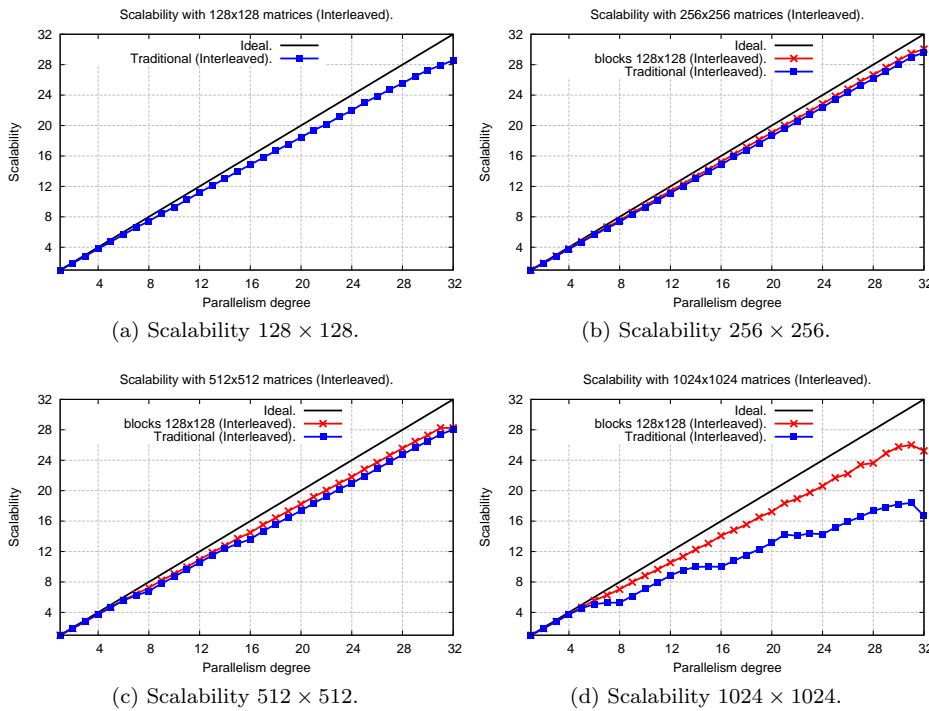 Scalability with 128x128 matrices (Interleaved).
32
28
24
20
16
12
8
4
Scalability
Ideal.
Traditional (Interleaved).
4 8 12 16 20 24 28 32
Parallelism degree
(a) Scalability 128 × 128.
Scalability with 256x256 matrices (Interleaved).
32
28
24
20
16
12
8
4
Scalability
Ideal.
blocks 128x128 (Interleaved).
Traditional (Interleaved).
4 8 12 16 20 24 28 32
Parallelism degree
(b) Scalability 256 × 256.
Scalability with 512x512 matrices (Interleaved).
32
28
24
20
16
12
8
4
Scalability
Ideal.
blocks 128x128 (Interleaved).
Traditional (Interleaved).
4 8 12 16 20 24 28 32
Parallelism degree
(c) Scalability 512 × 512.
Scalability with 1024x1024 matrices (Interleaved).
32
28
24
20
16
12
8
4
Scalability
Ideal.
blocks 128x128 (Interleaved).
Traditional (Interleaved).
4 8 12 16 20 24 28 32
Parallelism degree
(d) Scalability 1024 × 1024.